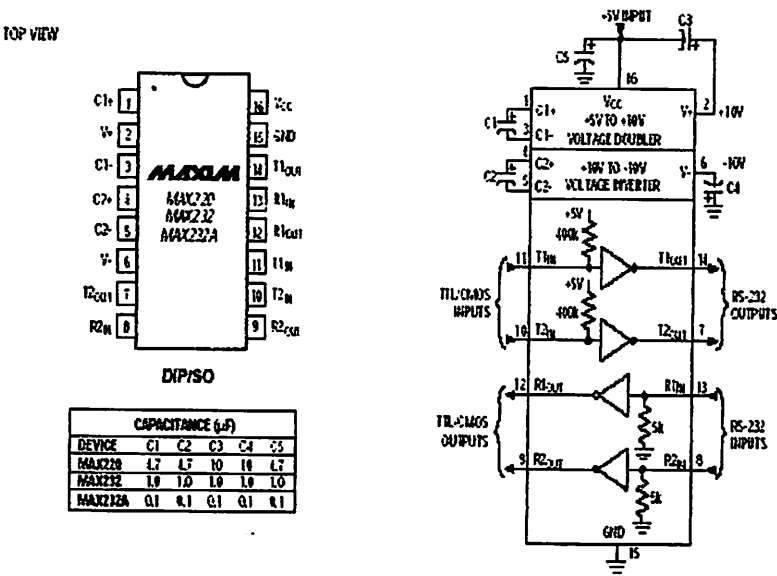 TOP VIEW
C1+ 1
V+ 2
C1- 3
C2+ 4
C2- 5
V- 6
T2OUT 7
R2IN 8
16 VCC
15 GND
14 T1OUT
13 R1IN
12 R1OUT
11 T1IN
10 T2IN
9 R2OUT
MAXIM
MAX220
MAX232
MAX232A
DIP/SO
CAPACITANCE (µF)
DEVICE C1 C2 C3 C4 C5
MAX220 4.7 4.7 10 10 4.7
MAX232 1.0 1.0 1.0 1.0 1.0
MAX232A 0.1 0.1 0.1 0.1 0.1
+5V INPUT
C3
C5
16
1 C1+ VCC V+ 2 +10V
C1 +5V TO +10V
3 C1- VOLTAGE DOUBLER
4 C2+ +10V TO -10V V- 6 -10V
C2 5 C2- VOLTAGE INVERTER C4
+5V
400k
11 T1IN T1OUT 14
TTL/CMOS INPUTS
RS-232 OUTPUTS
+5V
400k
10 T2IN T2OUT 7
12 R1OUT R1IN 13
TTL/CMOS OUTPUTS
5k
RS-232 INPUTS
9 R2OUT R2IN 8
5k
GND
15